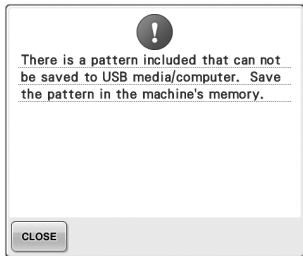 !
There is a pattern included that can not
be saved to USB media/computer.  Save
the pattern in the machine's memory.
CLOSE